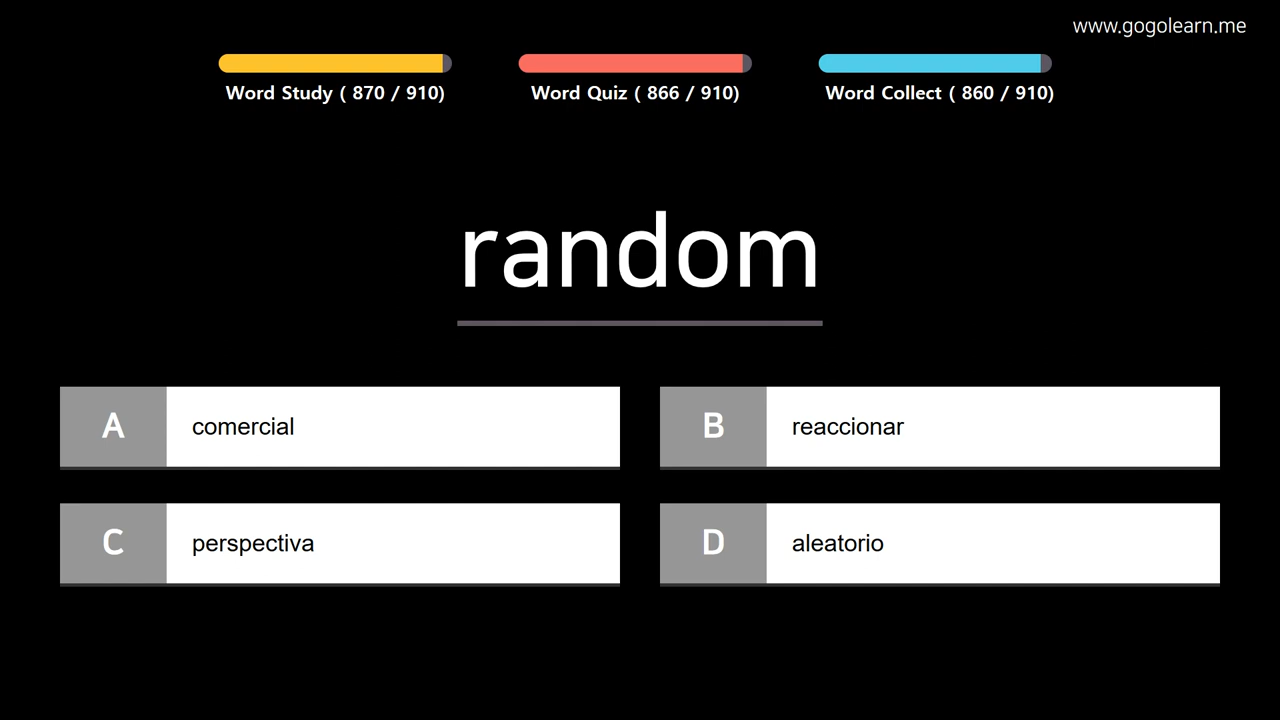 www.gogolearn.me
Word Study ( 870 / 910)
Word Quiz ( 866 / 910)
Word Collect ( 860 / 910)
random
A comercial
B reaccionar
C perspectiva
D aleatorio